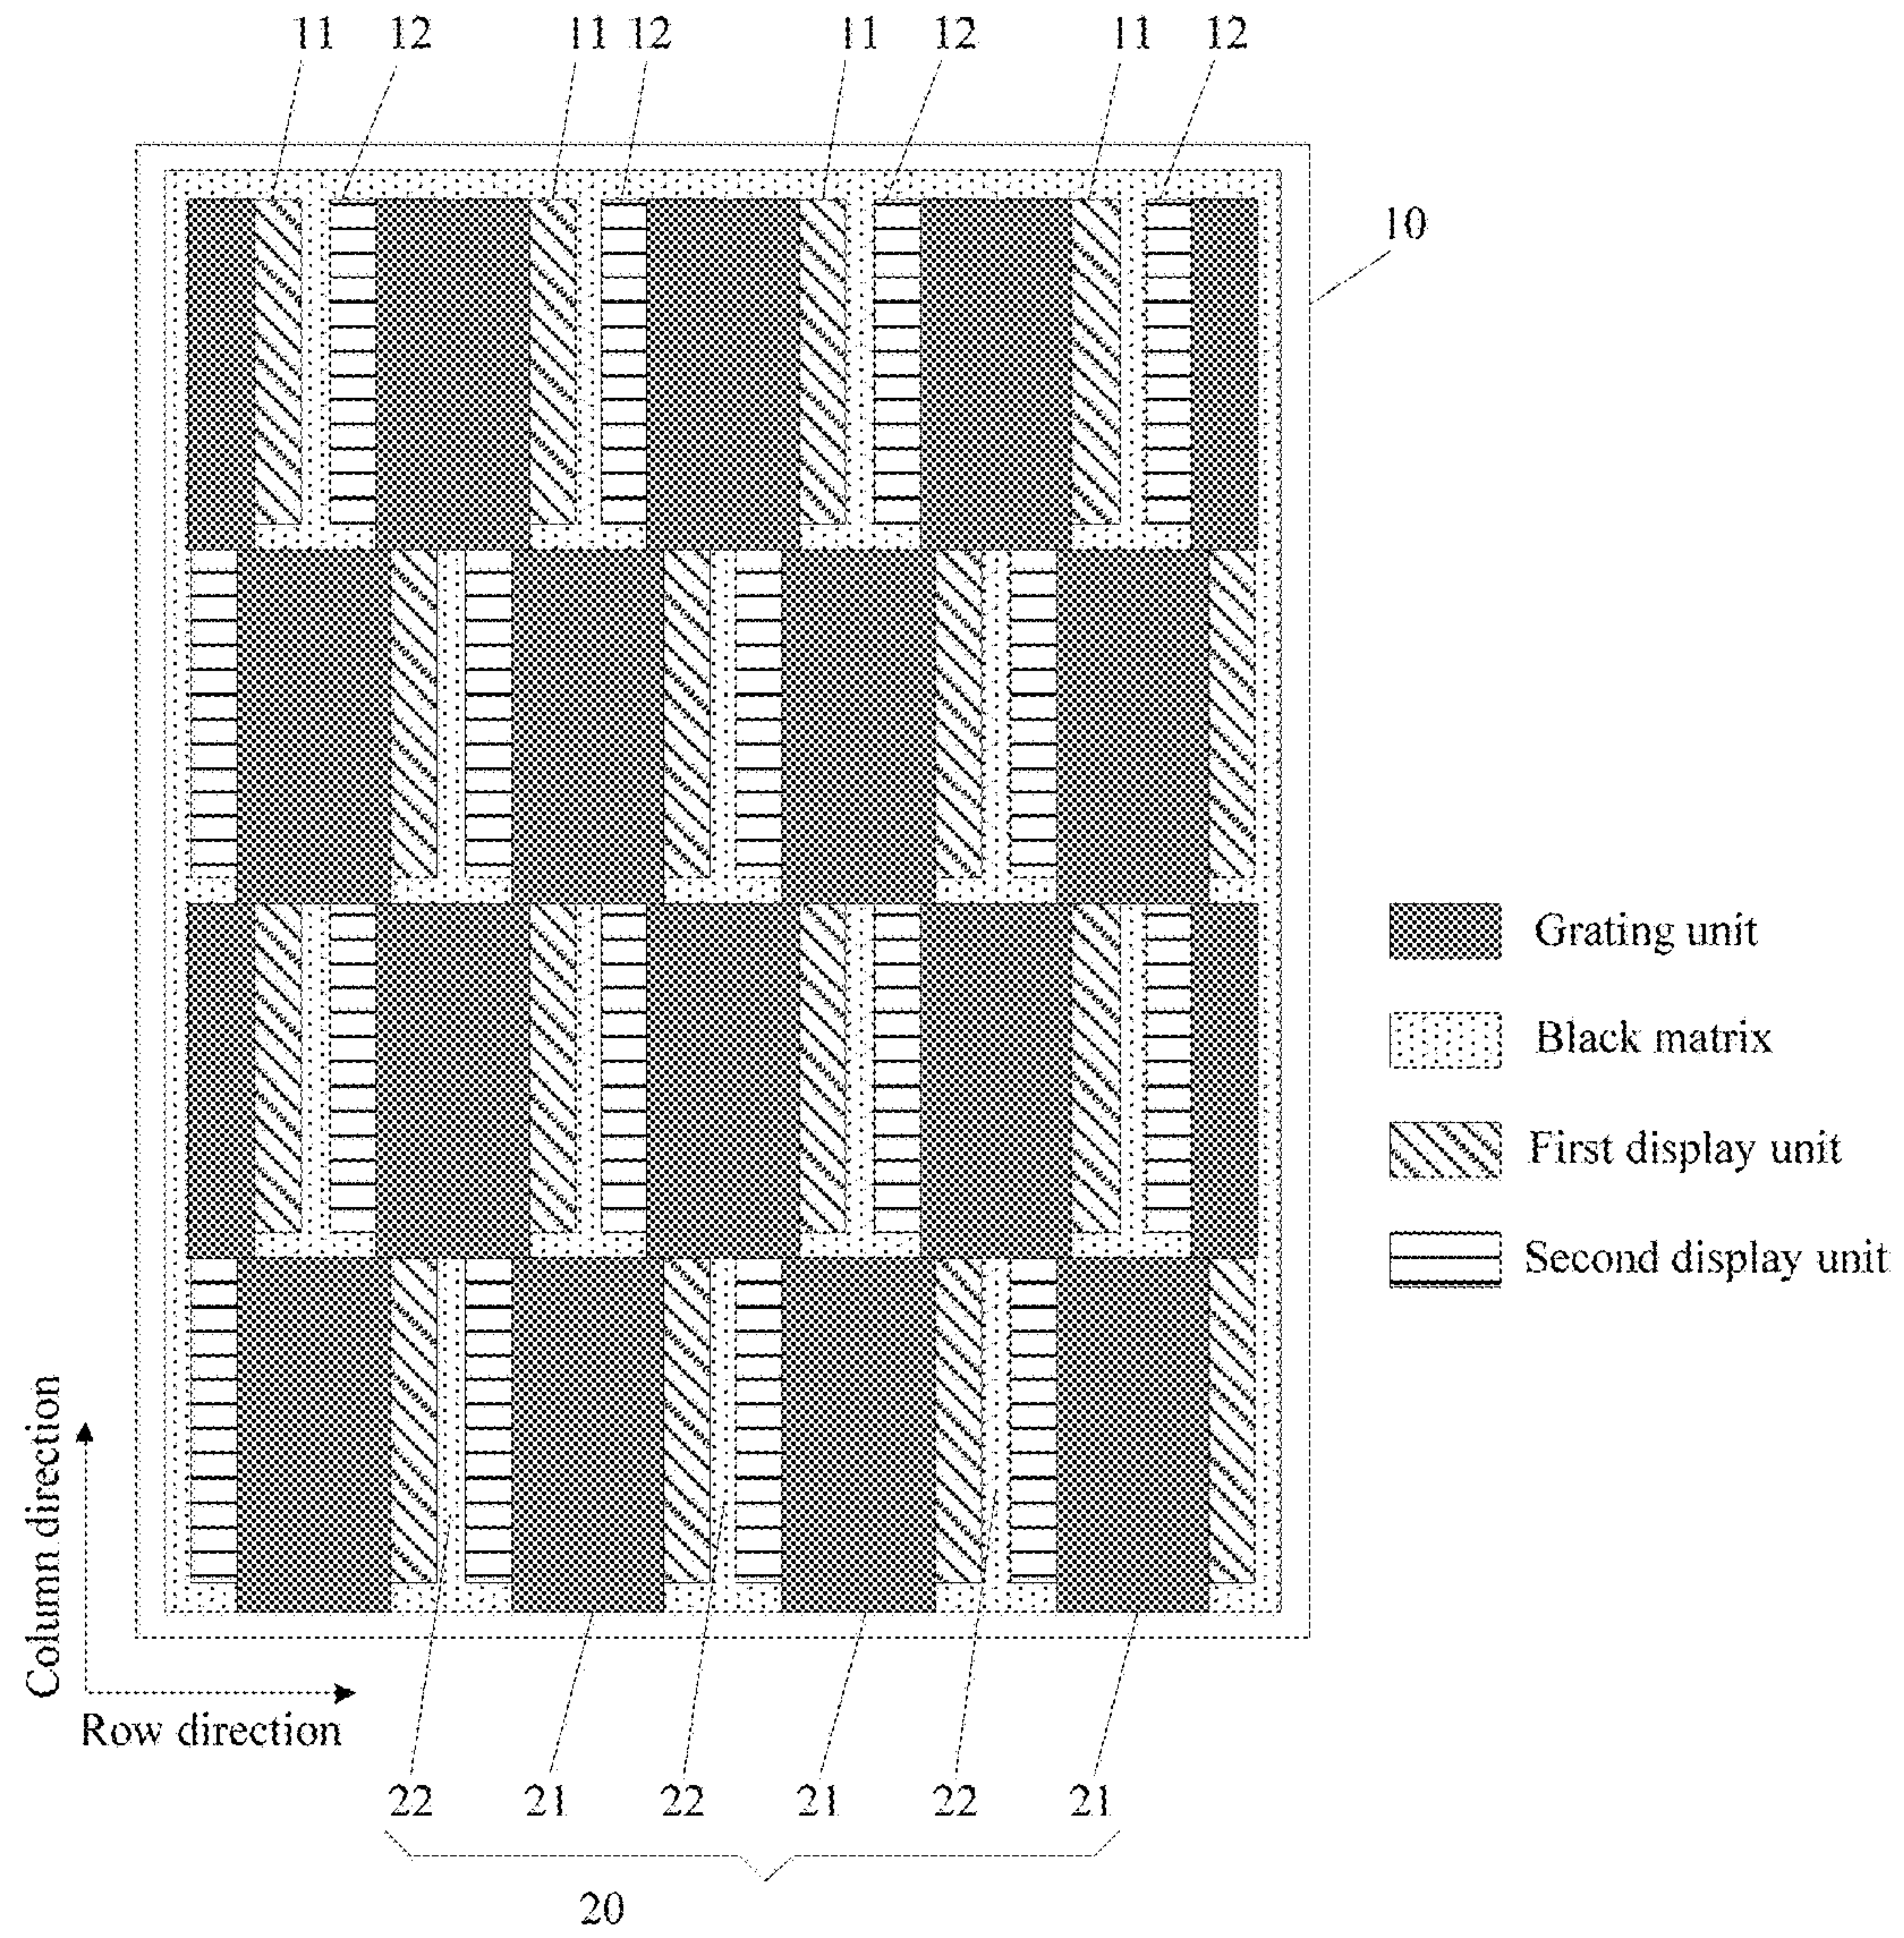 11 12 11 12 11 12 11 12
10
Grating unit
Black matrix
First display unit
Second display unit
Column direction
Row direction
22 21 22 21 22 21
20